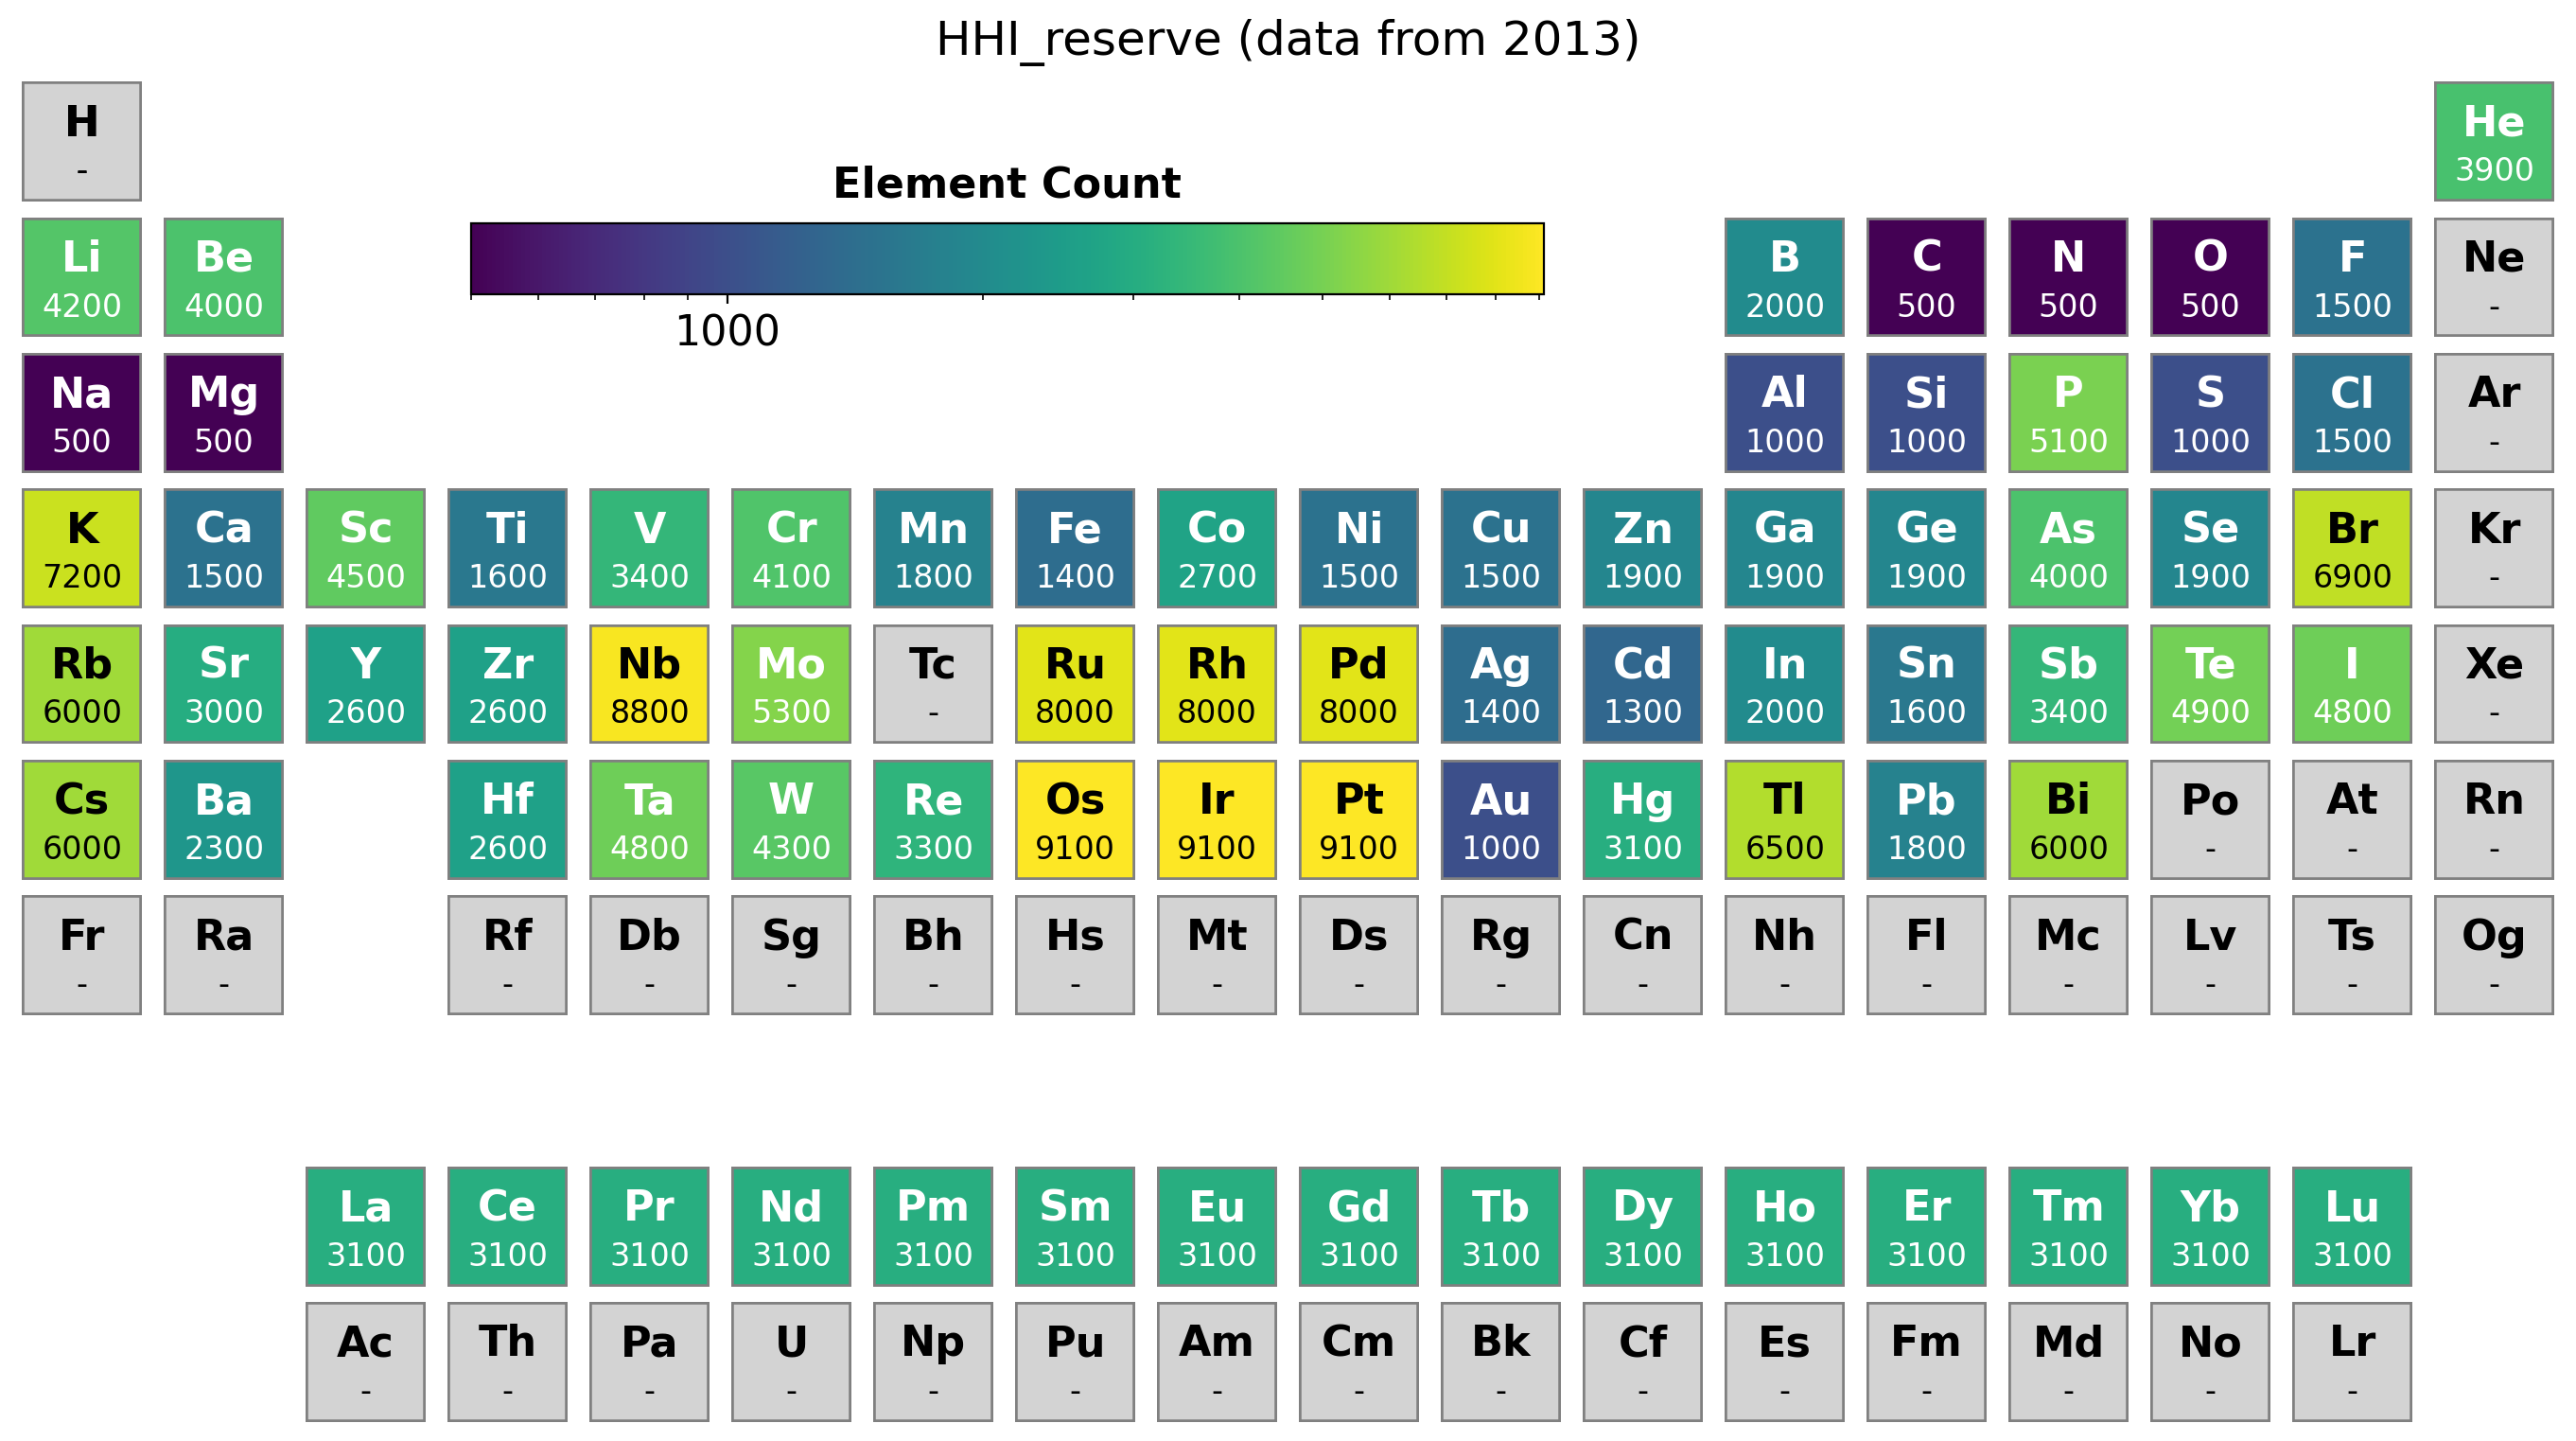 HHI_reserve (data from 2013)
H He
- 3900
Element Count
1000
Li Be B C N O F Ne
4200 4000 2000 500 500 500 1500 -
Na Mg Al Si P S Cl Ar
500 500 1000 1000 5100 1000 1500 -
K Ca Sc Ti V Cr Mn Fe Co Ni Cu Zn Ga Ge As Se Br Kr
7200 1500 4500 1600 3400 4100 1800 1400 2700 1500 1500 1900 1900 1900 4000 1900 6900 -
Rb Sr Y Zr Nb Mo Tc Ru Rh Pd Ag Cd In Sn Sb Te I Xe
6000 3000 2600 2600 8800 5300 - 8000 8000 8000 1400 1300 2000 1600 3400 4900 4800 -
Cs Ba Hf Ta W Re Os Ir Pt Au Hg Tl Pb Bi Po At Rn
6000 2300 2600 4800 4300 3300 9100 9100 9100 1000 3100 6500 1800 6000 - - -
Fr Ra Rf Db Sg Bh Hs Mt Ds Rg Cn Nh Fl Mc Lv Ts Og
- - - - - - - - - - - - - - - - -
La Ce Pr Nd Pm Sm Eu Gd Tb Dy Ho Er Tm Yb Lu
3100 3100 3100 3100 3100 3100 3100 3100 3100 3100 3100 3100 3100 3100 3100
Ac Th Pa U Np Pu Am Cm Bk Cf Es Fm Md No Lr
- - - - - - - - - - - - - - -